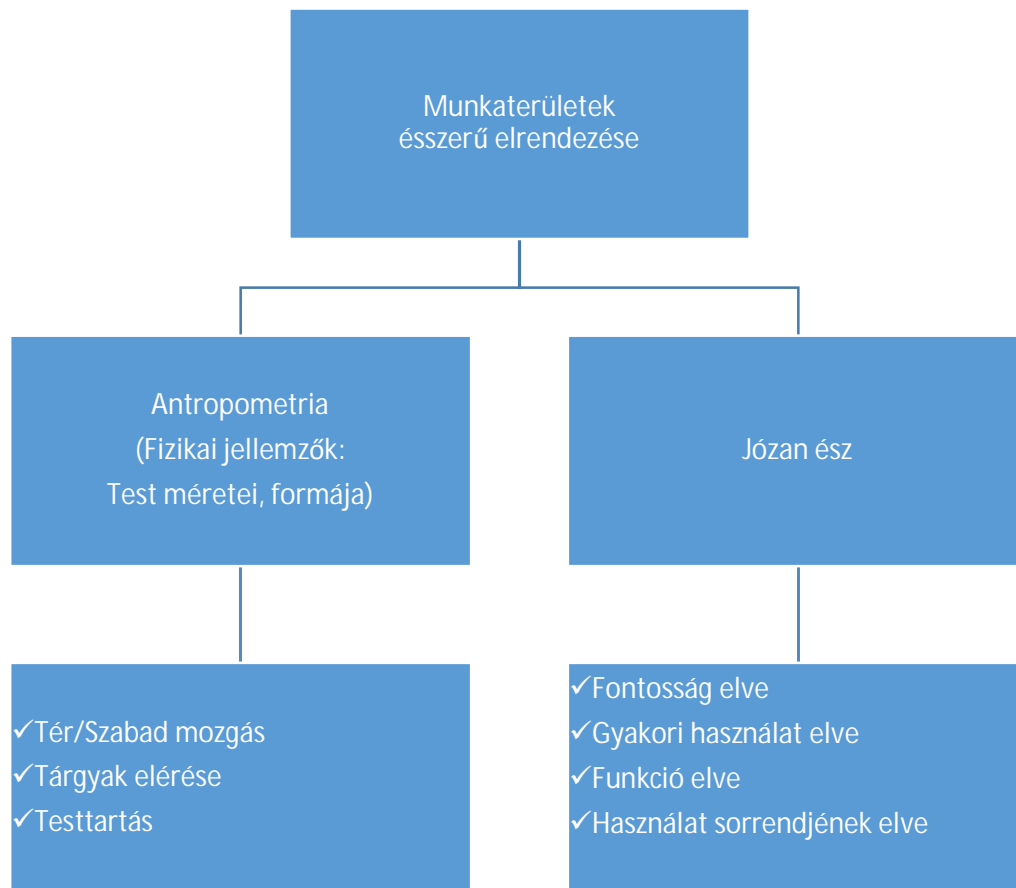 Munkaterületek
ésszerű elrendezése
Antropometria
(Fizikai jellemzők:
Test méretei, formája)
Józan ész
✓Tér/Szabad mozgás
✓Tárgyak elérése
✓Testtartás
✓Fontosság elve
✓Gyakori használat elve
✓Funkció elve
✓Használat sorrendjének elve